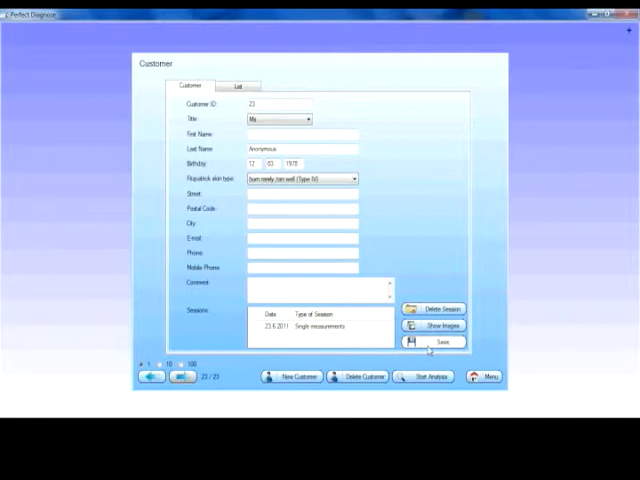 Perfect Diagnose
Customer
Customer List
Customer ID: 23
Title: Ms
First Name:
Last Name Anonymous
Birthday: 12 03 1978
Fitzpatrick skin type: burn rarely, tan well (Type IV)
Street:
Postal Code:
City:
E-mail:
Phone:
Mobile Phone:
Comment:
Sessions: Date Type of Session
23.6.2011 Single measurements
Delete Session
Show Images
Save
1 10 100
23 / 23 New Customer Delete Customer Start Analysis Menu